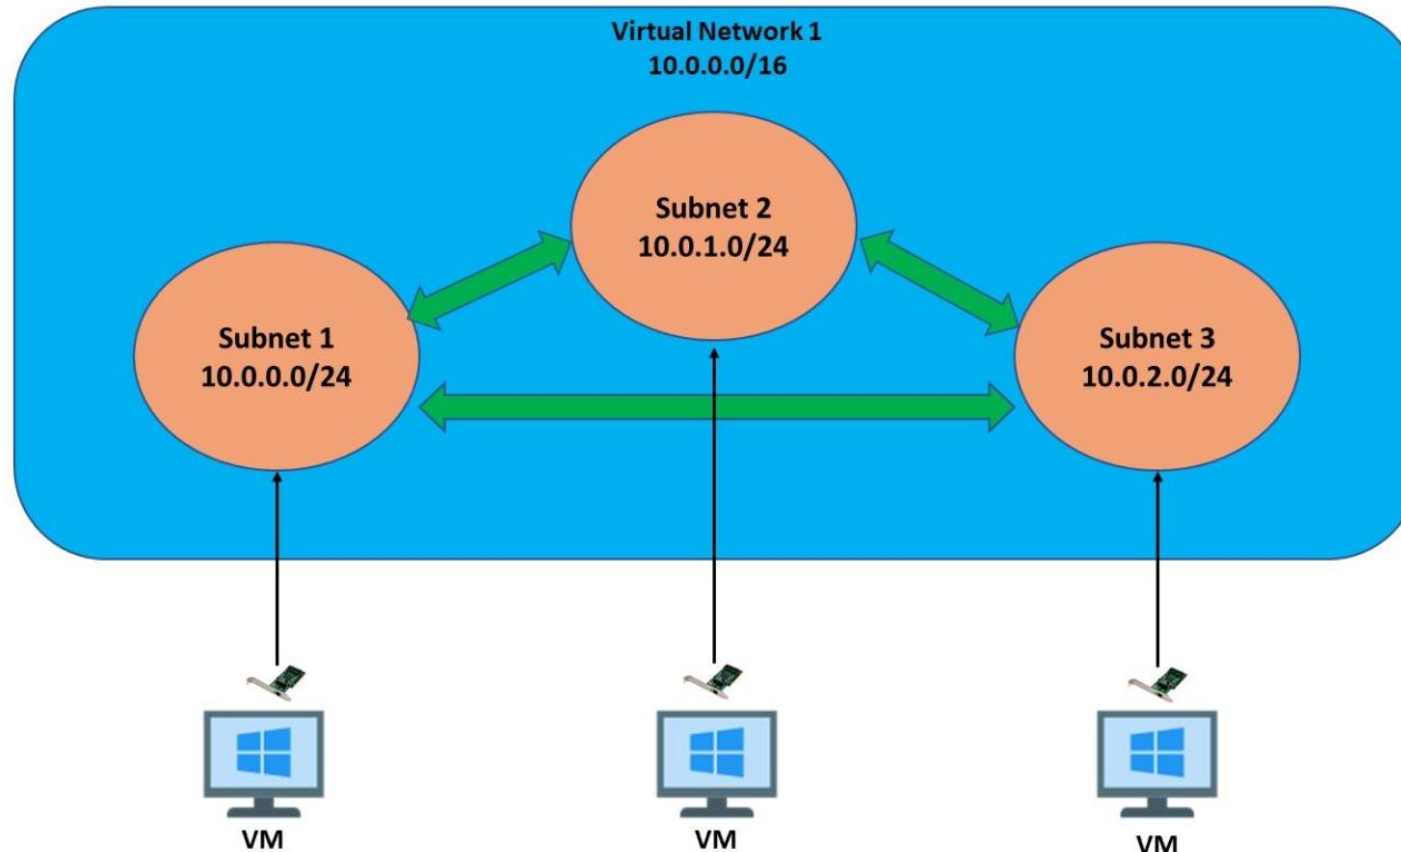 Virtual Network 1
10.0.0.0/16
Subnet 2
10.0.1.0/24
Subnet 1
10.0.0.0/24
Subnet 3
10.0.2.0/24
VM
VM
VM